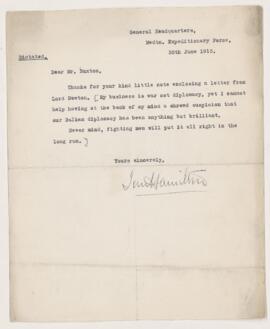 General Headquarters,
Medtn. Expeditionary Force,
30th June 1915.
Dictated.
Dear Mr. Buxton,
Thanks for your kind little note enclosing a letter from
Lord Newton. [My business is war not diplomacy, yet I cannot
help having at the back of my mind a shrewd suspicion that
our Balkan diplomacy has been anything but brilliant.
Never mind, fighting men will put it all right in the
long run.]
Yours sincerely,
Ian Hamilton